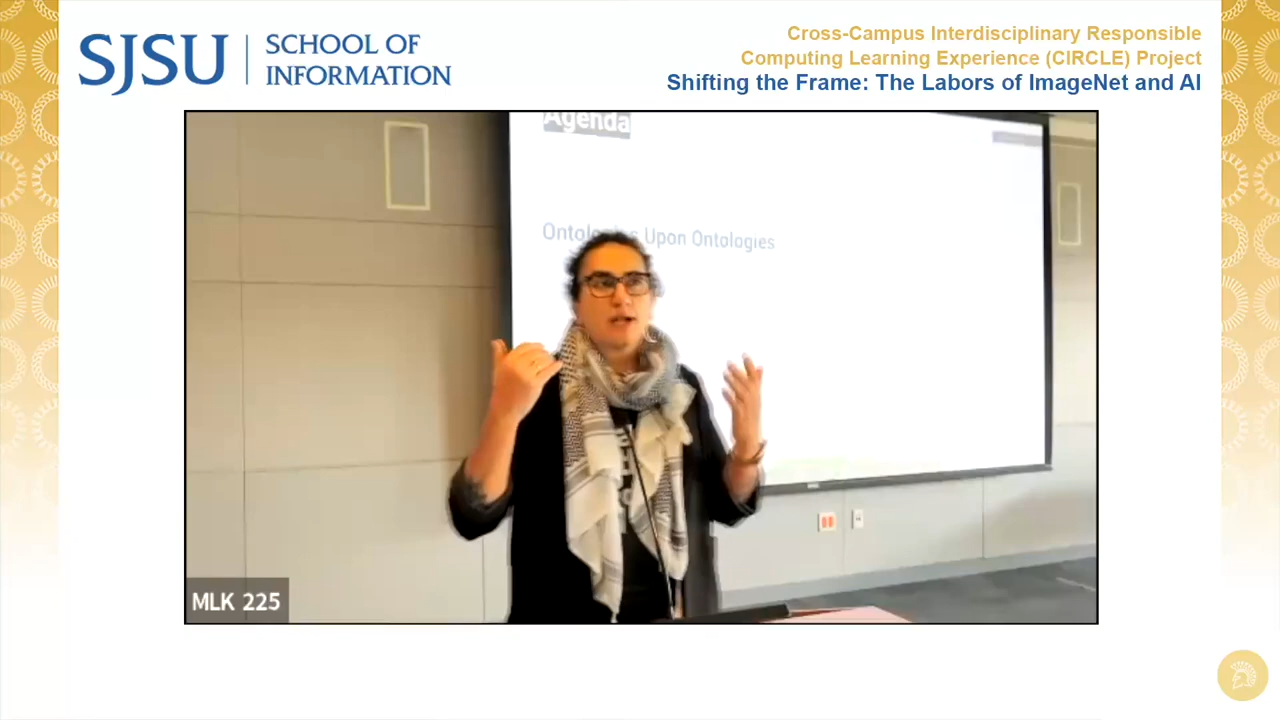 SJSU
SCHOOL OF
INFORMATION
Cross-Campus Interdisciplinary Responsible
Computing Learning Experience (CIRCLE) Project
Shifting the Frame: The Labors of ImageNet and AI
Agenda
Upon Ontologies
MLK 225